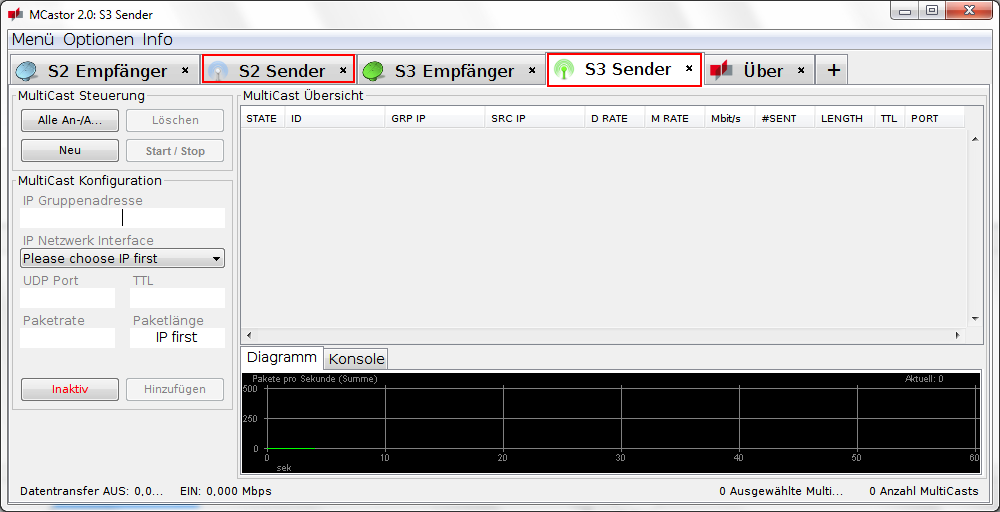 MCastor 2.0: S3 Sender
Menü Optionen Info
S2 Empfänger × S2 Sender × S3 Empfänger × S3 Sender × Über × +
MultiCast Steuerung
Alle An-/A... Löschen
Neu Start / Stop
MultiCast Konfiguration
IP Gruppenadresse
IP Netzwerk Interface
Please choose IP first
UDP Port TTL
Paketrate Paketlänge
IP first
Inaktiv Hinzufügen
MultiCast Übersicht
STATE ID GRP IP SRC IP D RATE M RATE Mbit/s #SENT LENGTH TTL PORT
Diagramm Konsole
Pakete pro Sekunde (Summe) Aktuell: 0
500
250
0
0 10 20 30 40 50 60
sek
Datentransfer AUS: 0,0... EIN: 0,000 Mbps 0 Ausgewählte Multi... 0 Anzahl MultiCasts